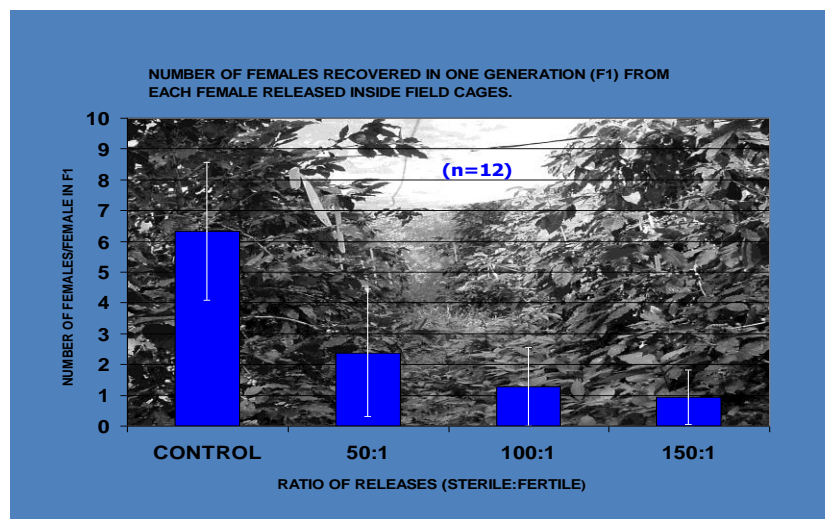 NUMBER OF FEMALES RECOVERED IN ONE GENERATION (F1) FROM
EACH FEMALE RELEASED INSIDE FIELD CAGES.
(n=12)
NUMBER OF FEMALES/FEMALE IN F1
10
9
8
7
6
5
4
3
2
1
0
CONTROL 50:1 100:1 150:1
RATIO OF RELEASES (STERILE:FERTILE)